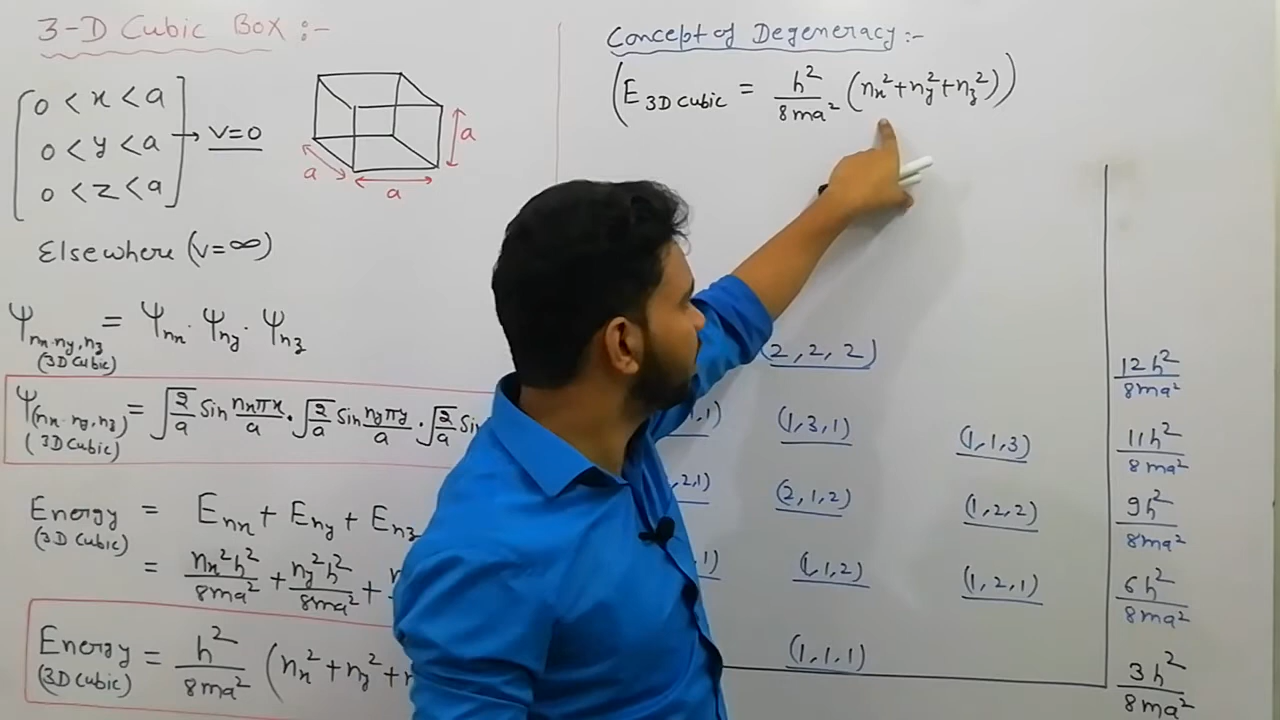 3-D Cubic Box :-
0 < x < a
0 < y < a
0 < z < a
→ V=0
a
a
a
Elsewhere (V=∞)
Ψnx.ny,nz = Ψnx. Ψny. Ψnz
(3D Cubic)
Ψ(nx.ny,nz) = √2/a Sin nxπx/a . √2/a Sin nyπy/a . √2/a
(3D Cubic)
Energy = Enx + Eny + Enz
(3D Cubic)
= nx²h²/8ma² + ny²h²/8ma² +
Energy = h²/8ma² (nx² + ny² +
(3D Cubic)
Concept of Degeneracy :-
(E 3D Cubic = h²/8ma² (nx²+ny²+nz²))
(2,2,2) 12h²/8ma²
,1) (1,3,1) (1,1,3) 11h²/8ma²
,2,1) (2,1,2) (1,2,2) 9h²/8ma²
1) (1,1,2) (1,2,1) 6h²/8ma²
(1,1,1) 3h²/8ma²